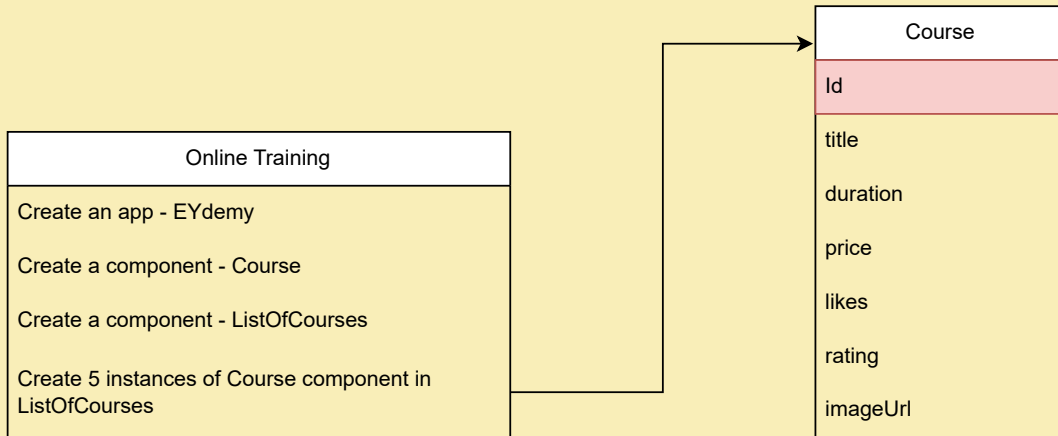 Online Training
Create an app - EYdemy
Create a component - Course
Create a component - ListOfCourses
Create 5 instances of Course component in
ListOfCourses
Course
Id
title
duration
price
likes
rating
imageUrl